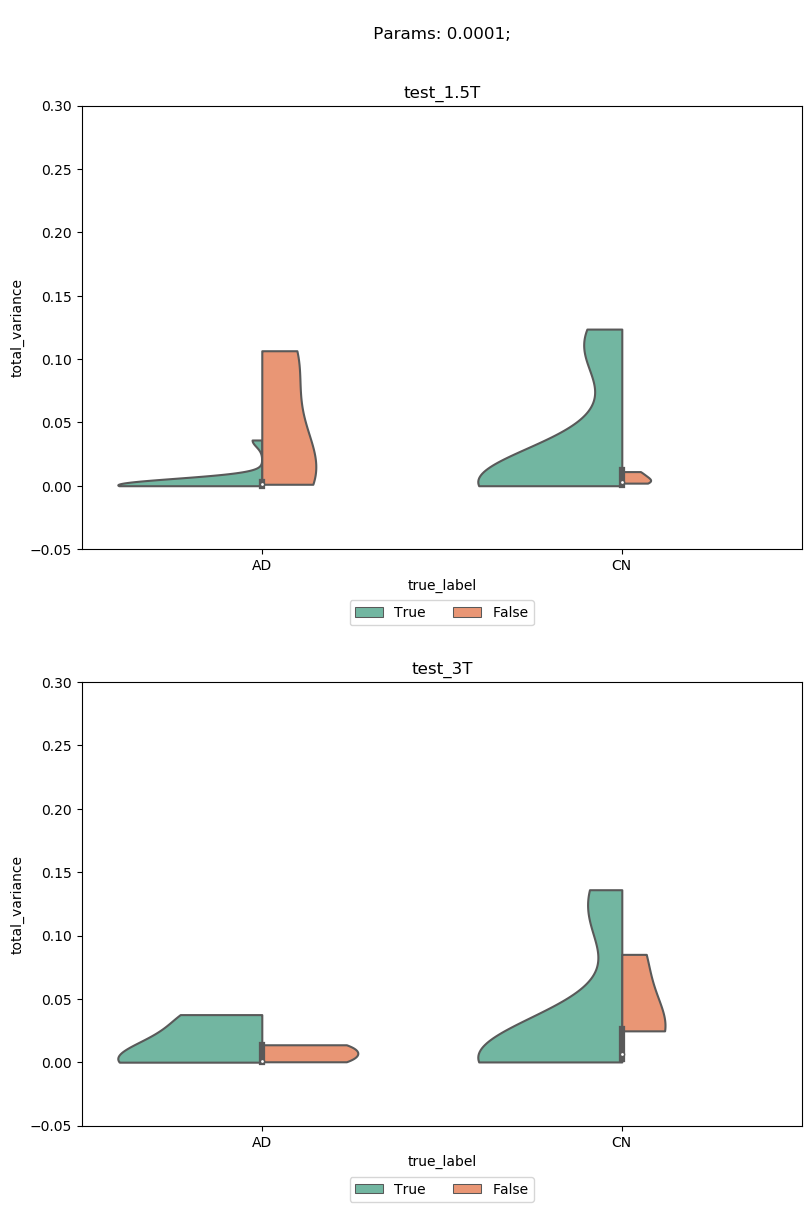 Params: 0.0001;
test_1.5T
0.30
0.25
0.20
0.15
0.10
0.05
0.00
−0.05
total_variance
AD CN
true_label
True False
test_3T
0.30
0.25
0.20
0.15
0.10
0.05
0.00
−0.05
total_variance
AD CN
true_label
True False